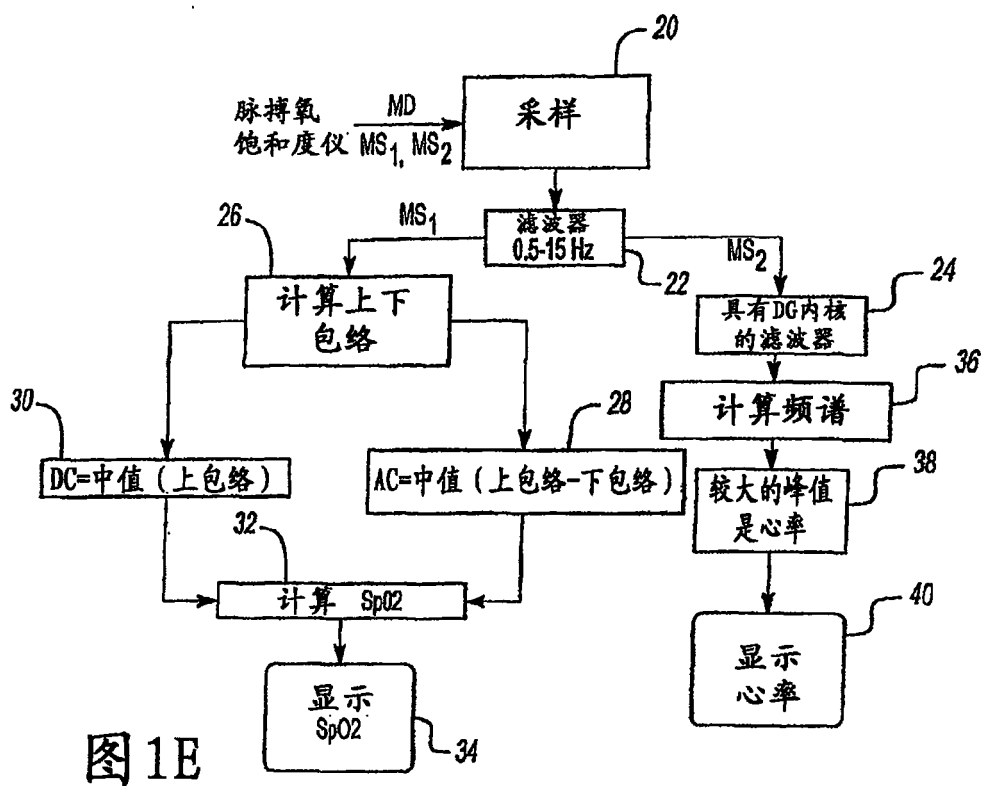 20
脉搏氧
饱和度仪
MD
MS1, MS2
采样
26
MS1
滤波器
0.5-15 Hz
22
MS2
24
计算上下
包络
具有DG内核
的滤波器
36
计算频谱
30
28
DC=中值(上包络)
AC=中值(上包络-下包络)
38
较大的峰值
是心率
32
计算 SpO2
40
显示
心率
显示
SpO2
34
图1E